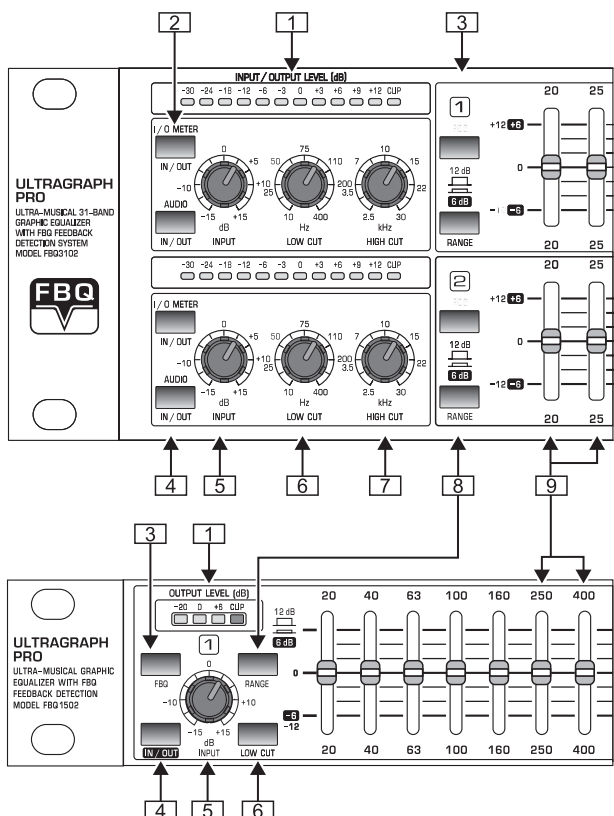 2 1 3
INPUT/OUTPUT LEVEL (dB)
-30 -24 -18 -12 -6 -3 0 +3 +6 +9 +12 CLIP
I/O METER
IN / OUT
AUDIO
IN / OUT
0
-10 +5
+10
-15 +15
dB
INPUT
75
50 110
25 200
10 400
Hz
LOW CUT
10
7 15
3.5 22
2.5 30
kHz
HIGH CUT
1
12 dB
6 dB
RANGE
20 25
+12 +6
0
-6
20 25
ULTRAGRAPH
PRO
ULTRA-MUSICAL 31-BAND
GRAPHIC EQUALIZER
WITH FBQ FEEDBACK
DETECTION SYSTEM
MODEL FBQ3102
FBQ
-30 -24 -18 -12 -6 -3 0 +3 +6 +9 +12 CLIP
I/O METER
IN / OUT
AUDIO
IN / OUT
0
-10 +5
+10
-15 +15
dB
INPUT
75
50 110
25 200
10 400
Hz
LOW CUT
10
7 15
3.5 22
2.5 30
kHz
HIGH CUT
2
12 dB
6 dB
RANGE
20 25
+12 +6
0
-12 -6
20 25
4 5 6 7 8 9
3 1
ULTRAGRAPH
PRO
ULTRA-MUSICAL GRAPHIC
EQUALIZER WITH FBQ
FEEDBACK DETECTION
MODEL FBQ1502
OUTPUT LEVEL (dB)
-20 0 +6 CLIP
1
FBQ
RANGE
0
-10 +10
-15 +15
dB
INPUT
IN / OUT
LOW CUT
12 dB
6 dB
0
-6
-12
20 40 63 100 160 250 400
20 40 63 100 160 250 400
4 5 6